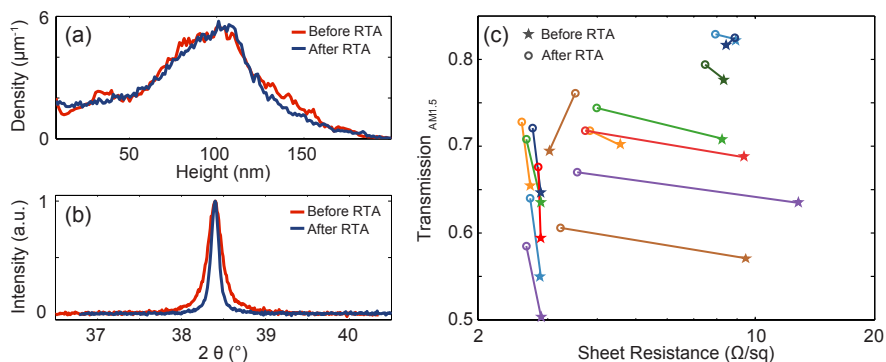 (a)
Before RTA
After RTA
Density (μm⁻¹)
6
3
0
50
100
150
Height (nm)
(b)
Before RTA
After RTA
Intensity (a.u.)
1
0
37
38
39
40
2 θ (°)
(c)
Before RTA
After RTA
Transmission AM1.5
0.8
0.7
0.6
0.5
2
10
20
Sheet Resistance (Ω/sq)